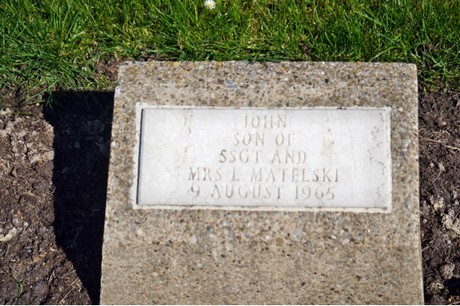 JOHN
SON OF
SSGT AND
MRS L MATELSKI
9 AUGUST 1965